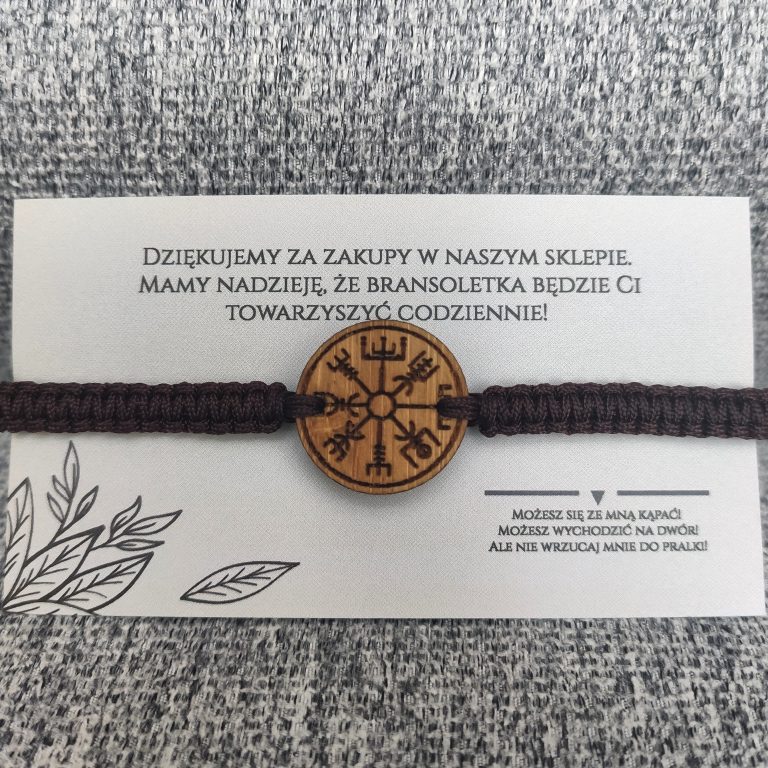 Dziękujemy za zakupy w naszym sklepie.
Mamy nadzieję, że bransoletka będzie Ci
towarzyszyć codziennie!
Możesz się ze mną kąpać!
Możesz wychodzić na dwór!
Ale nie wrzucaj mnie do pralki!